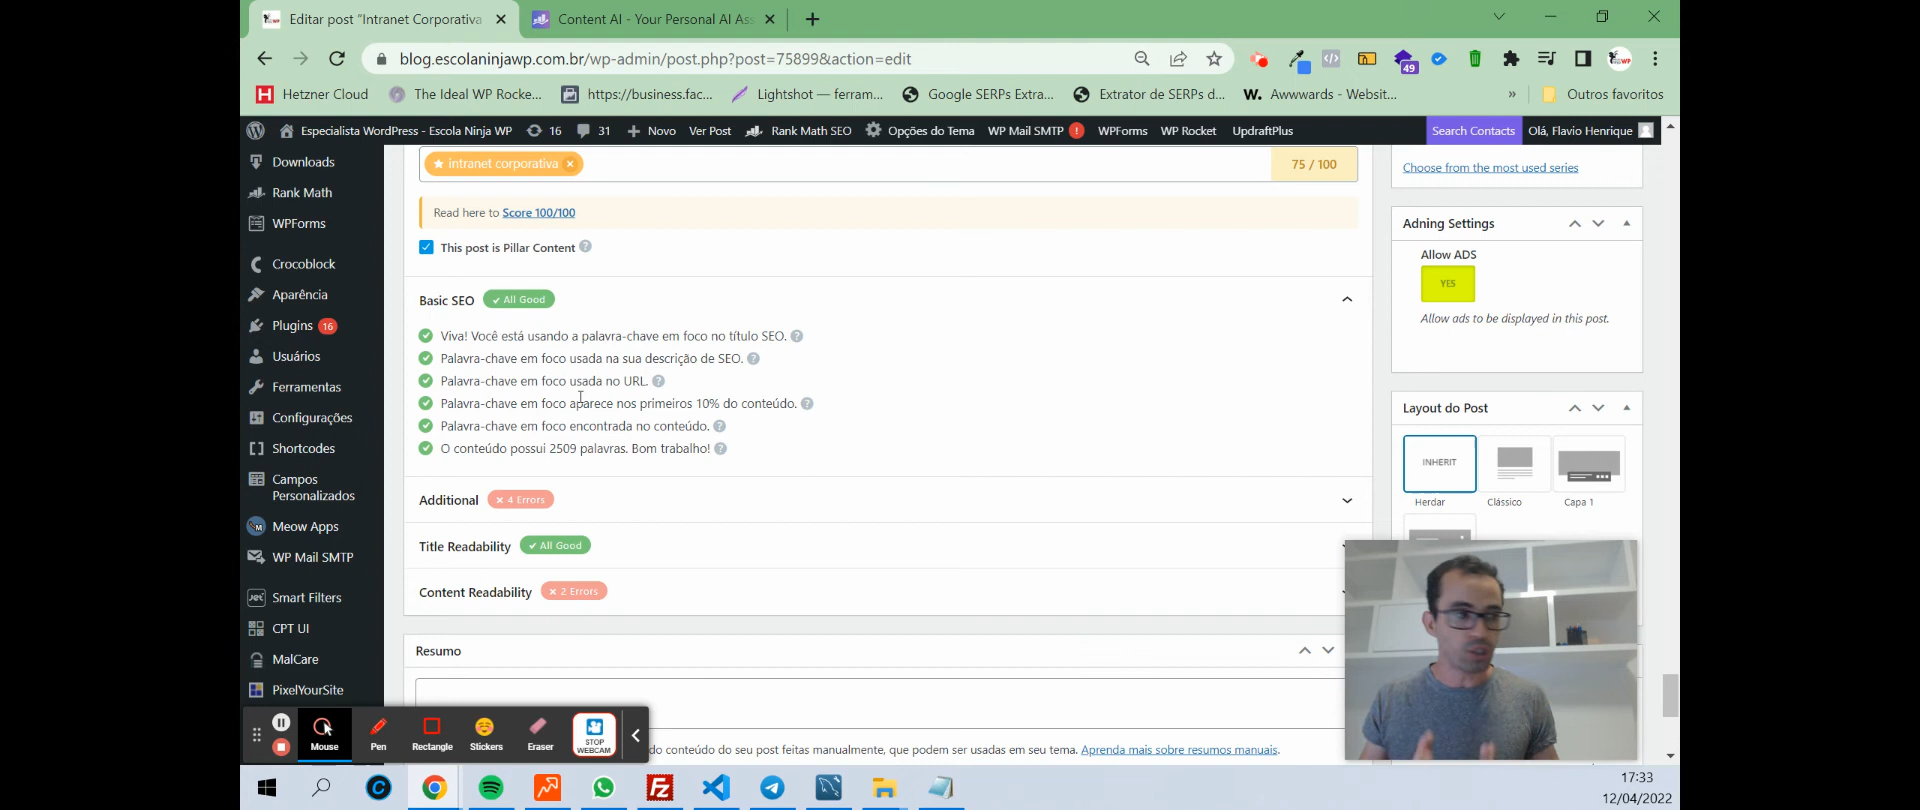 Editar post “Intranet Corporativa
Content AI - Your Personal AI Ass
blog.escolaninjawp.com.br/wp-admin/post.php?post=75899&action=edit
49
Hetzner Cloud
The Ideal WP Rocke...
https://business.fac...
Lightshot — ferram...
Google SERPs Extra...
Extrator de SERPs d...
W. Awwwards - Websit...
»
Outros favoritos
Especialista WordPress - Escola Ninja WP
16
31
Novo
Ver Post
Rank Math SEO
Opções do Tema
WP Mail SMTP !
WPForms
WP Rocket
UpdraftPlus
Search Contacts
Olá, Flavio Henrique
Downloads
Rank Math
WPForms
Crocoblock
Aparência
Plugins 16
Usuários
Ferramentas
Configurações
Shortcodes
Campos
Personalizados
Meow Apps
WP Mail SMTP
Smart Filters
CPT UI
MalCare
PixelYourSite
intranet corporativa
75 / 100
Read here to Score 100/100
This post is Pillar Content
Basic SEO All Good
Viva! Você está usando a palavra-chave em foco no título SEO.
Palavra-chave em foco usada na sua descrição de SEO.
Palavra-chave em foco usada no URL.
Palavra-chave em foco aparece nos primeiros 10% do conteúdo.
Palavra-chave em foco encontrada no conteúdo.
O conteúdo possui 2509 palavras. Bom trabalho!
Additional 4 Errors
Title Readability All Good
Content Readability 2 Errors
Resumo
do conteúdo do seu post feitas manualmente, que podem ser usadas em seu tema. Aprenda mais sobre resumos manuais.
Choose from the most used series
Adning Settings
Allow ADS
YES
Allow ads to be displayed in this post.
Layout do Post
INHERIT
Herdar
Clássico
Capa 1
Mouse
Pen
Rectangle
Stickers
Eraser
STOP
WEBCAM
17:33
12/04/2022